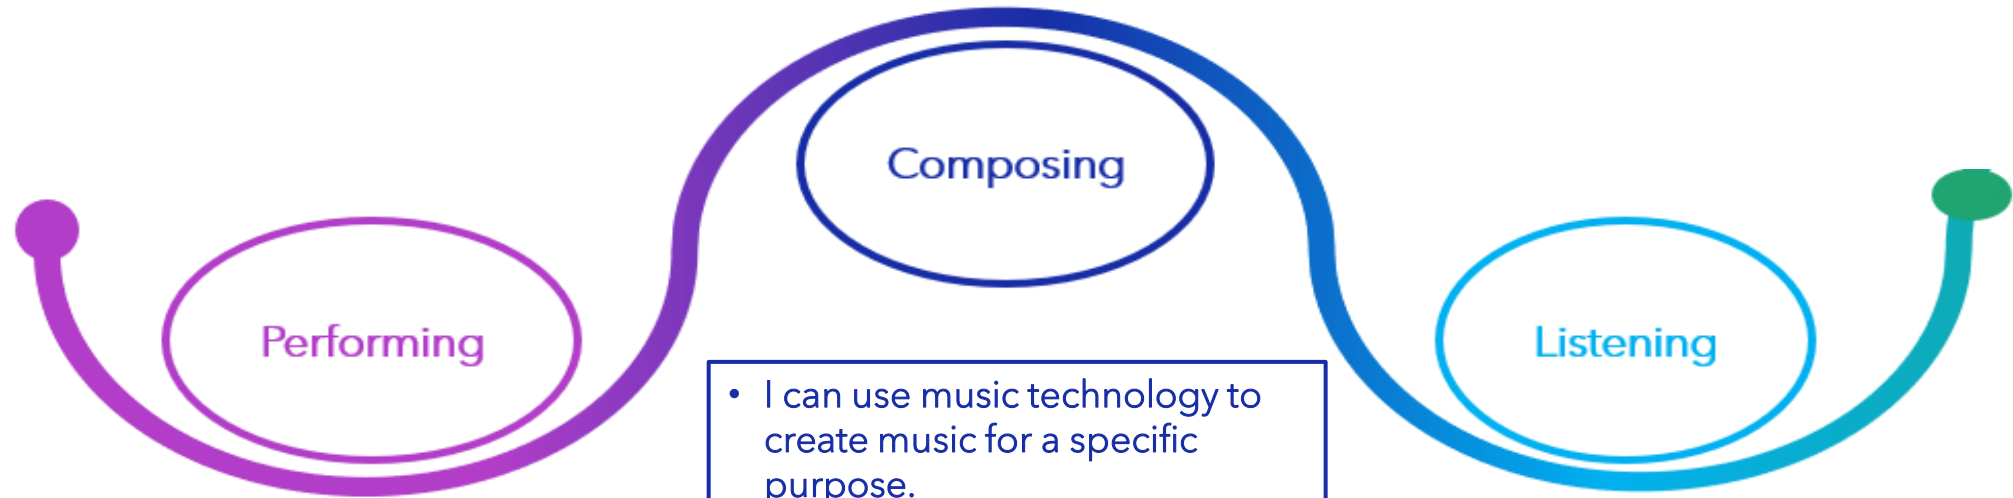 Composing
Performing
Listening
• I can use music technology to
create music for a specific
purpose.